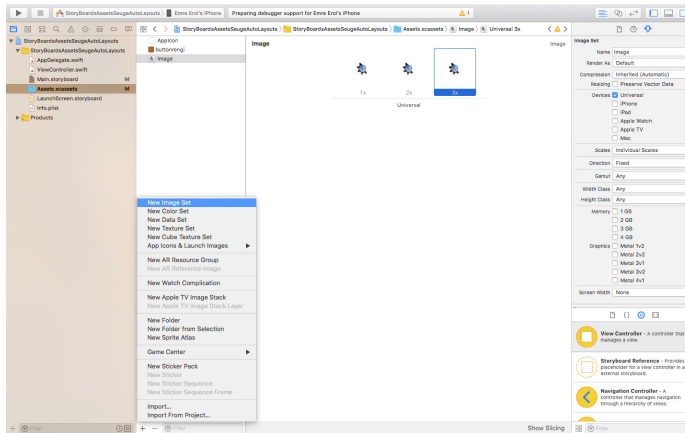 StoryBoardsAssetsSeugeAutoLayouts
Emre Erol's iPhone
Preparing debugger support for Emre Erol's iPhone
1
StoryBoardsAssetsSeugeAutoLayouts
StoryBoardsAssetsSeugeAutoLayouts
AppDelegate.swift
ViewController.swift
Main.storyboard M
Assets.xcassets M
LaunchScreen.storyboard
Info.plist
Products
StoryBoardsAssetsSeugeAutoLayouts
StoryBoardsAssetsSeugeAutoLayouts
Assets.xcassets
Image
Universal 3x
AppIcon
buttonrengi
Image
Image
Image
1x
2x
3x
Universal
New Image Set
New Color Set
New Data Set
New Texture Set
New Cube Texture Set
App Icons & Launch Images
New AR Resource Group
New AR Reference Image
New Watch Complication
New Apple TV Image Stack
New Apple TV Image Stack Layer
New Folder
New Folder from Selection
New Sprite Atlas
Game Center
New Sticker Pack
New Sticker
New Sticker Sequence
New Sticker Sequence Frame
Import...
Import From Project...
Filter
Filter
Show Slicing
Image Set
Name Image
Render As Default
Compression Inherited (Automatic)
Resizing Preserve Vector Data
Devices Universal
iPhone
iPad
Apple Watch
Apple TV
Mac
Scales Individual Scales
Direction Fixed
Gamut Any
Width Class Any
Height Class Any
Memory 1 GB
2 GB
3 GB
4 GB
Graphics Metal 1v2
Metal 2v2
Metal 3v1
Metal 3v2
Metal 4v1
Screen Width None
{}
View Controller - A controller that
manages a view.
Storyboard Reference - Provides
placeholder for a view controller in a
external storyboard.
Navigation Controller - A
controller that manages navigation
through a hierarchy of views.
Filter